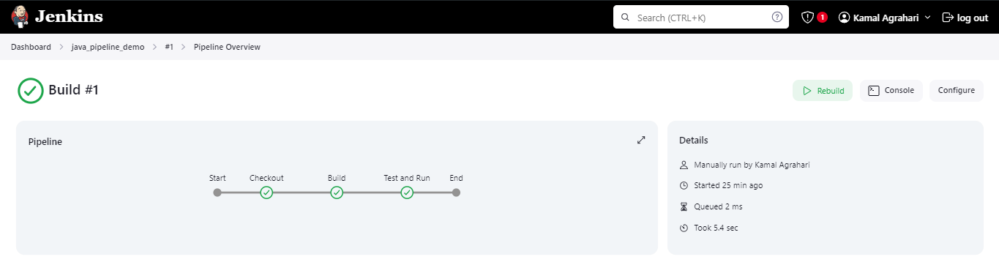 Jenkins
Search (CTRL+K)
?
1
Kamal Agrahari
log out
Dashboard
java_pipeline_demo
#1
Pipeline Overview
Build #1
Rebuild
Console
Configure
Pipeline
Start
Checkout
Build
Test and Run
End
Details
Manually run by Kamal Agrahari
Started 25 min ago
Queued 2 ms
Took 5.4 sec